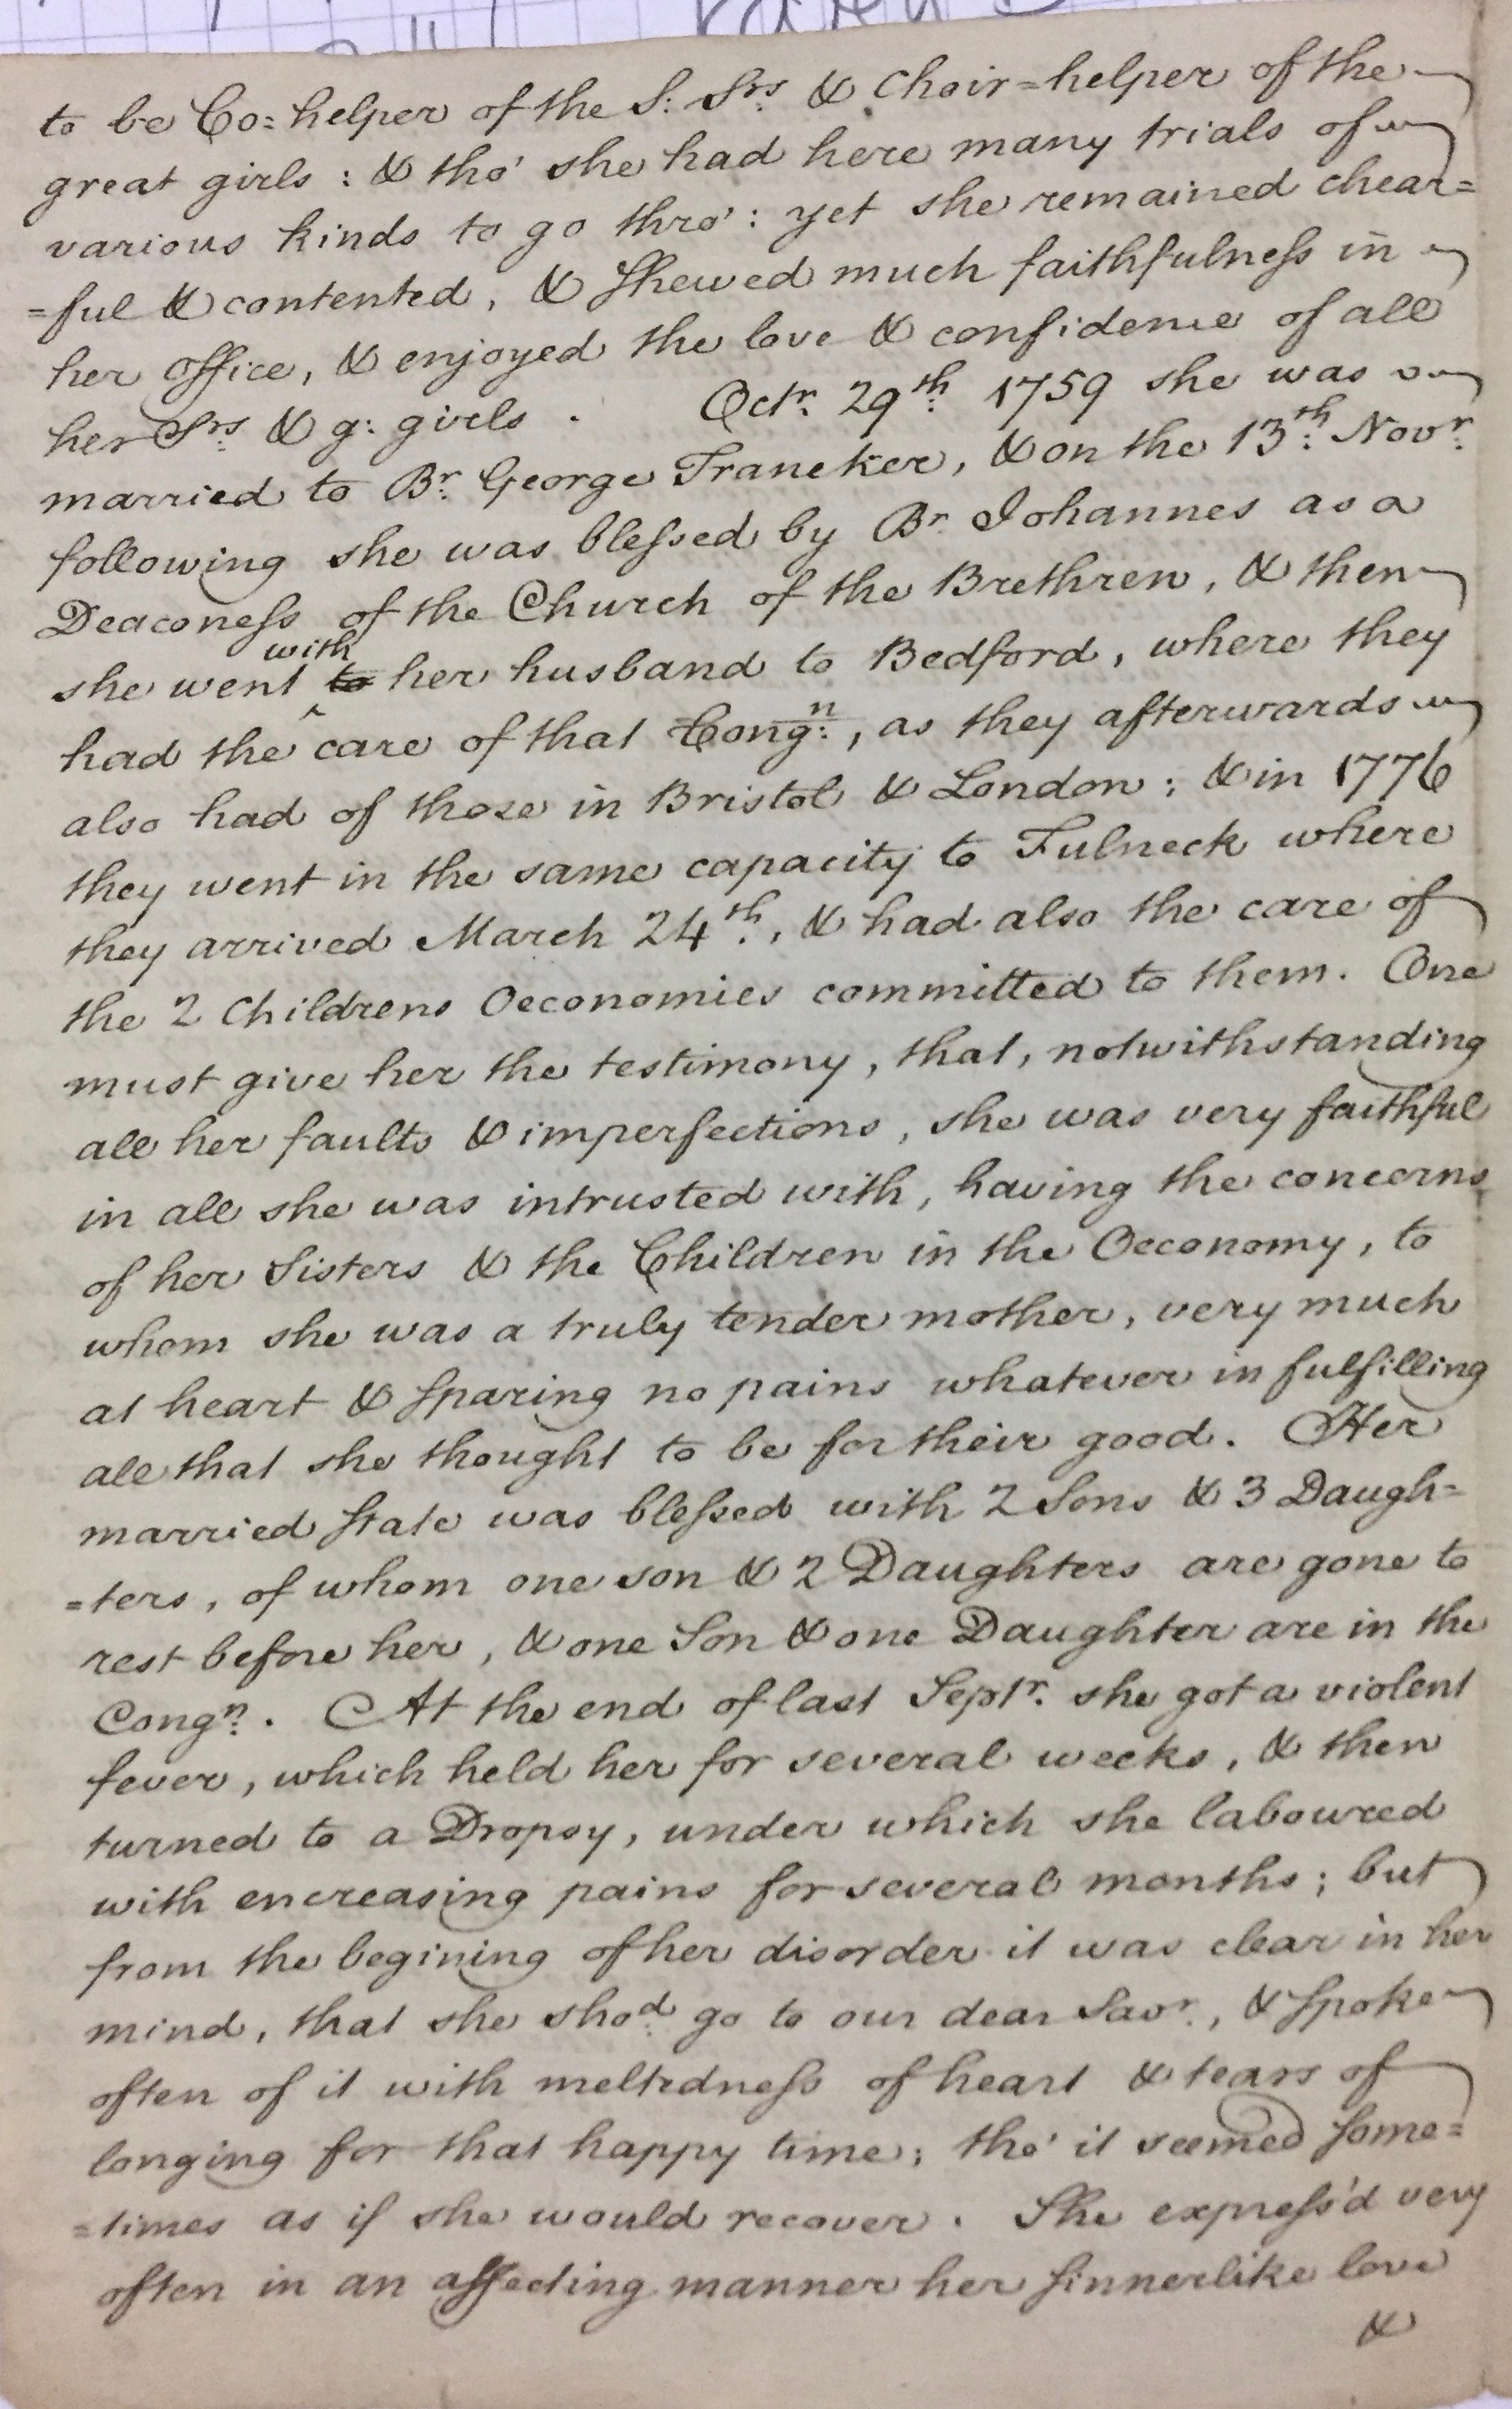 to be Co=helper of the S: Srs. & Choir=helper of the
great girls : & tho' she had here many trials of
various kinds to go thro' : yet she remained chear=
=ful & contented, & shewed much faithfulness in
her office, & enjoyed the love & confidence of all
her Srs. & g: girls . Octr. 29th. 1759 she was
married to Br. George Traneker, & on the 13th. Novr.
following she was blessed by Br. Johannes as a
Deaconess of the Church of the Brethren, & then
she went ^with to her husband to Bedford, where they
had the care of that Congn., as they afterwards
also had of those in Bristol & London ; & in 1776
they went in the same capacity to Fulneck where
they arrived March 24th., & had also the care of
the 2 Childrens Oeconomies committed to them. One
must give her the testimony, that, notwithstanding
all her faults & imperfections, she was very faithful
in all she was intrusted with, having the concerns
of her Sisters & the Children in the Oeconomy, to
whom she was a truly tender mother, very much
at heart & sparing no pains whatever in fulfilling
all that she thought to be for their good. Her
married state was blessed with 2 Sons & 3 Daugh=
=ters, of whom one son & 2 Daughters are gone to
rest before her, & one Son & one Daughter are in the
Congn. . At the end of last Septr. she got a violent
fever, which held her for several weeks, & then
turned to a Dropsy, under which she laboured
with encreasing pains for several months ; but
from the begining of her disorder it was clear in her
mind, that she shod. go to our dear Savr., & spoke
often of it with meltedness of heart & tears of
longing for that happy time ; tho' it seemed some=
=times as if she would recover . She express'd very
often in an affecting manner her sinnerlike love
&